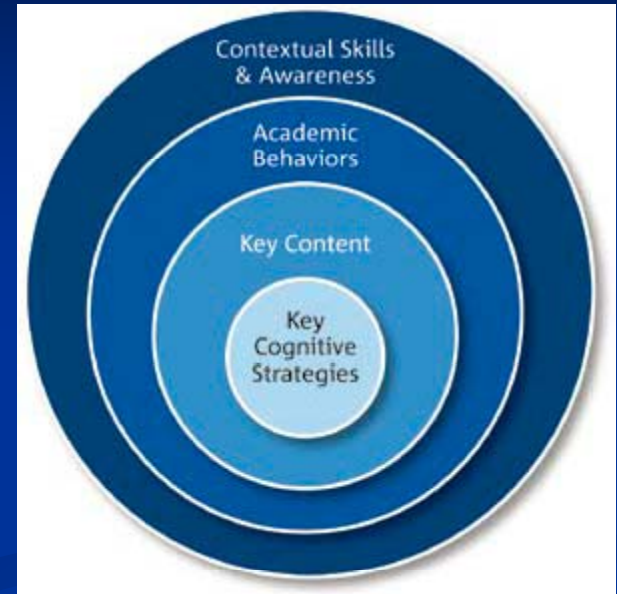 Contextual Skills
& Awareness
Academic
Behaviors
Key Content
Key
Cognitive
Strategies